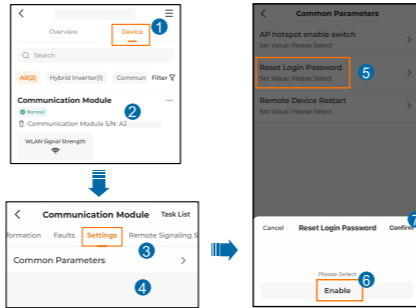 Overview Device 1
Search
All(2) Hybrid Inverter(1) Commun Filter
Communication Module ...
2
Normal
Communication Module S/N: A2
WLAN Signal Strength
Communication Module Task List
formation Faults Settings Remote Signaling S
3
Common Parameters
4
Common Parameters
AP hotspot enable switch
Set Value: Please Select
Reset Login Password
5
Set Value: Please Select
Remote Device Restart
Set Value: Please Select
7
Cancel Reset Login Password Confirm
Please Select
6
Enable